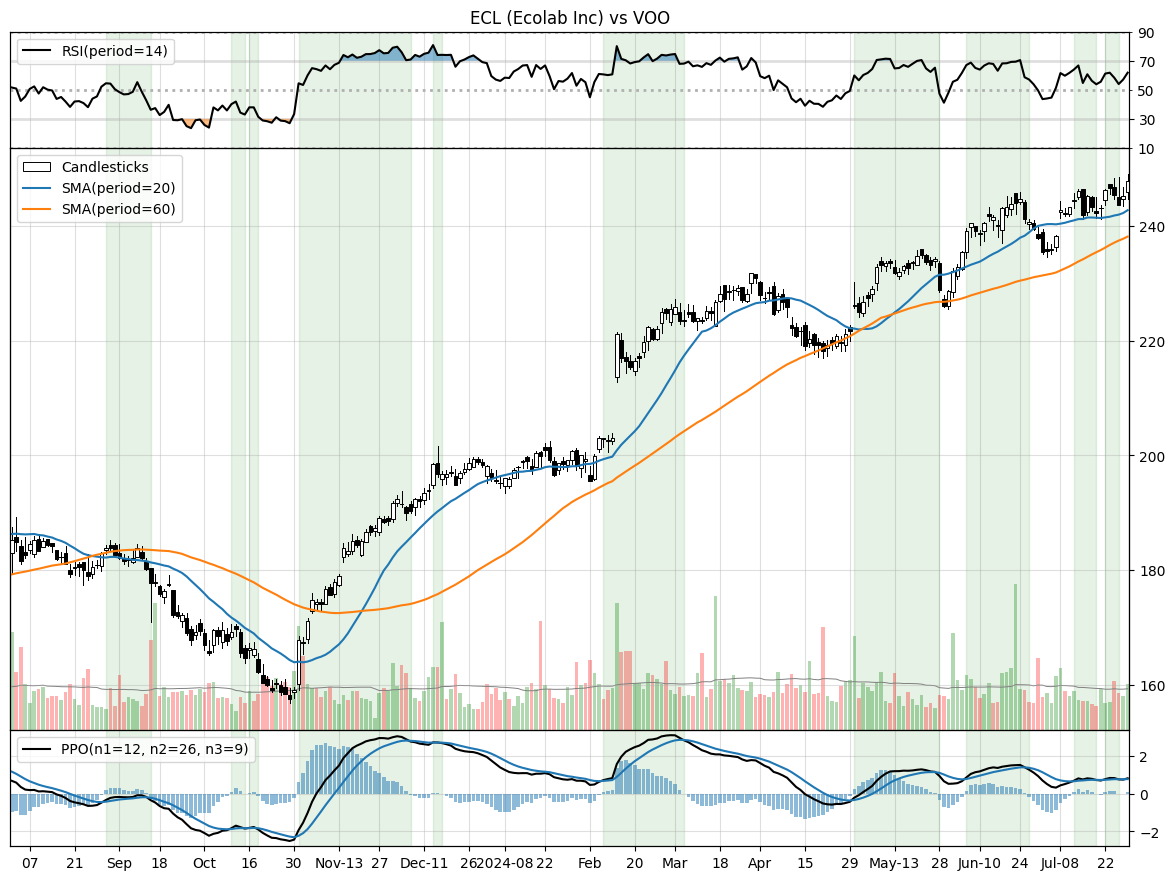 ECL (Ecolab Inc) vs VOO
RSI(period=14)
90
70
50
30
10
Candlesticks
SMA(period=20)
SMA(period=60)
240
220
200
180
160
PPO(n1=12, n2=26, n3=9)
2
0
−2
07 21 Sep 18 Oct 16 30 Nov-13 27 Dec-11 26 2024-08 22 Feb 20 Mar 18 Apr 15 29 May-13 28 Jun-10 24 Jul-08 22